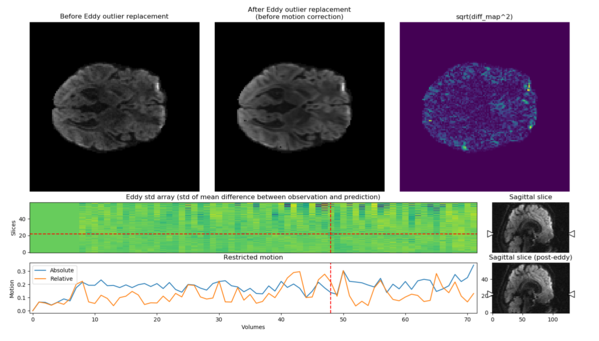 Before Eddy outlier replacement
After Eddy outlier replacement
(before motion correction)
sqrt(diff_map^2)
Eddy std array (std of mean difference between observation and prediction)
Slices
40
20
0
Sagittal slice
Restricted motion
Motion
0.3
0.2
0.1
0.0
Absolute
Relative
0 10 20 30 40 50 60 70
Volumes
Sagittal slice (post-eddy)
40
20
0
0 50 100